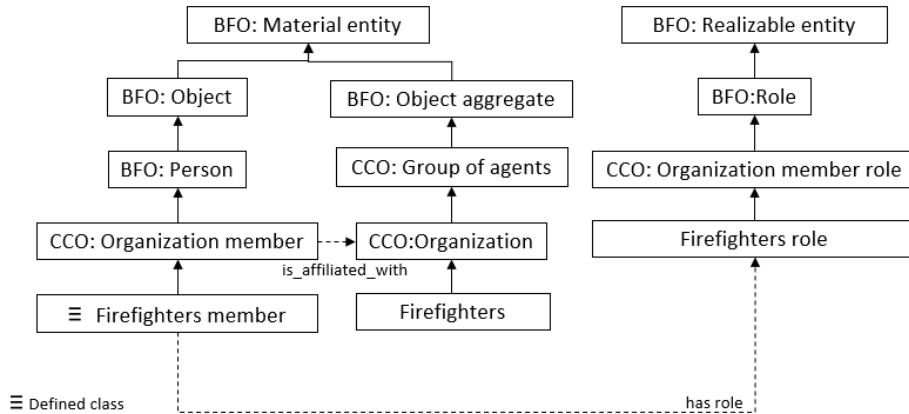 BFO: Material entity
BFO: Realizable entity
BFO: Object
BFO: Object aggregate
BFO:Role
BFO: Person
CCO: Group of agents
CCO: Organization member role
CCO: Organization member
CCO:Organization
Firefighters role
is_affiliated_with
≡ Firefighters member
Firefighters
≡ Defined class
has role